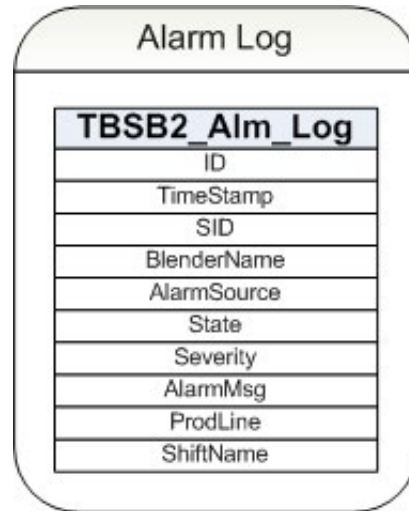 Alarm Log
TBSB2_Alm_Log
ID
TimeStamp
SID
BlenderName
AlarmSource
State
Severity
AlarmMsg
ProdLine
ShiftName